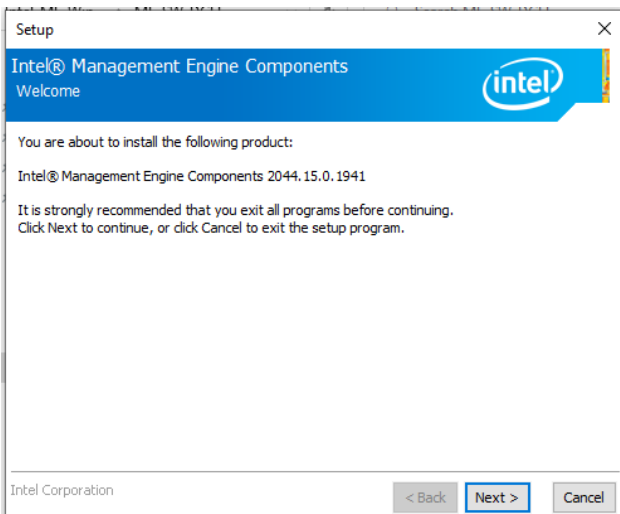 Setup
Intel® Management Engine Components
Welcome
intel
You are about to install the following product:
Intel® Management Engine Components 2044.15.0.1941
It is strongly recommended that you exit all programs before continuing.
Click Next to continue, or click Cancel to exit the setup program.
Intel Corporation
< Back Next > Cancel